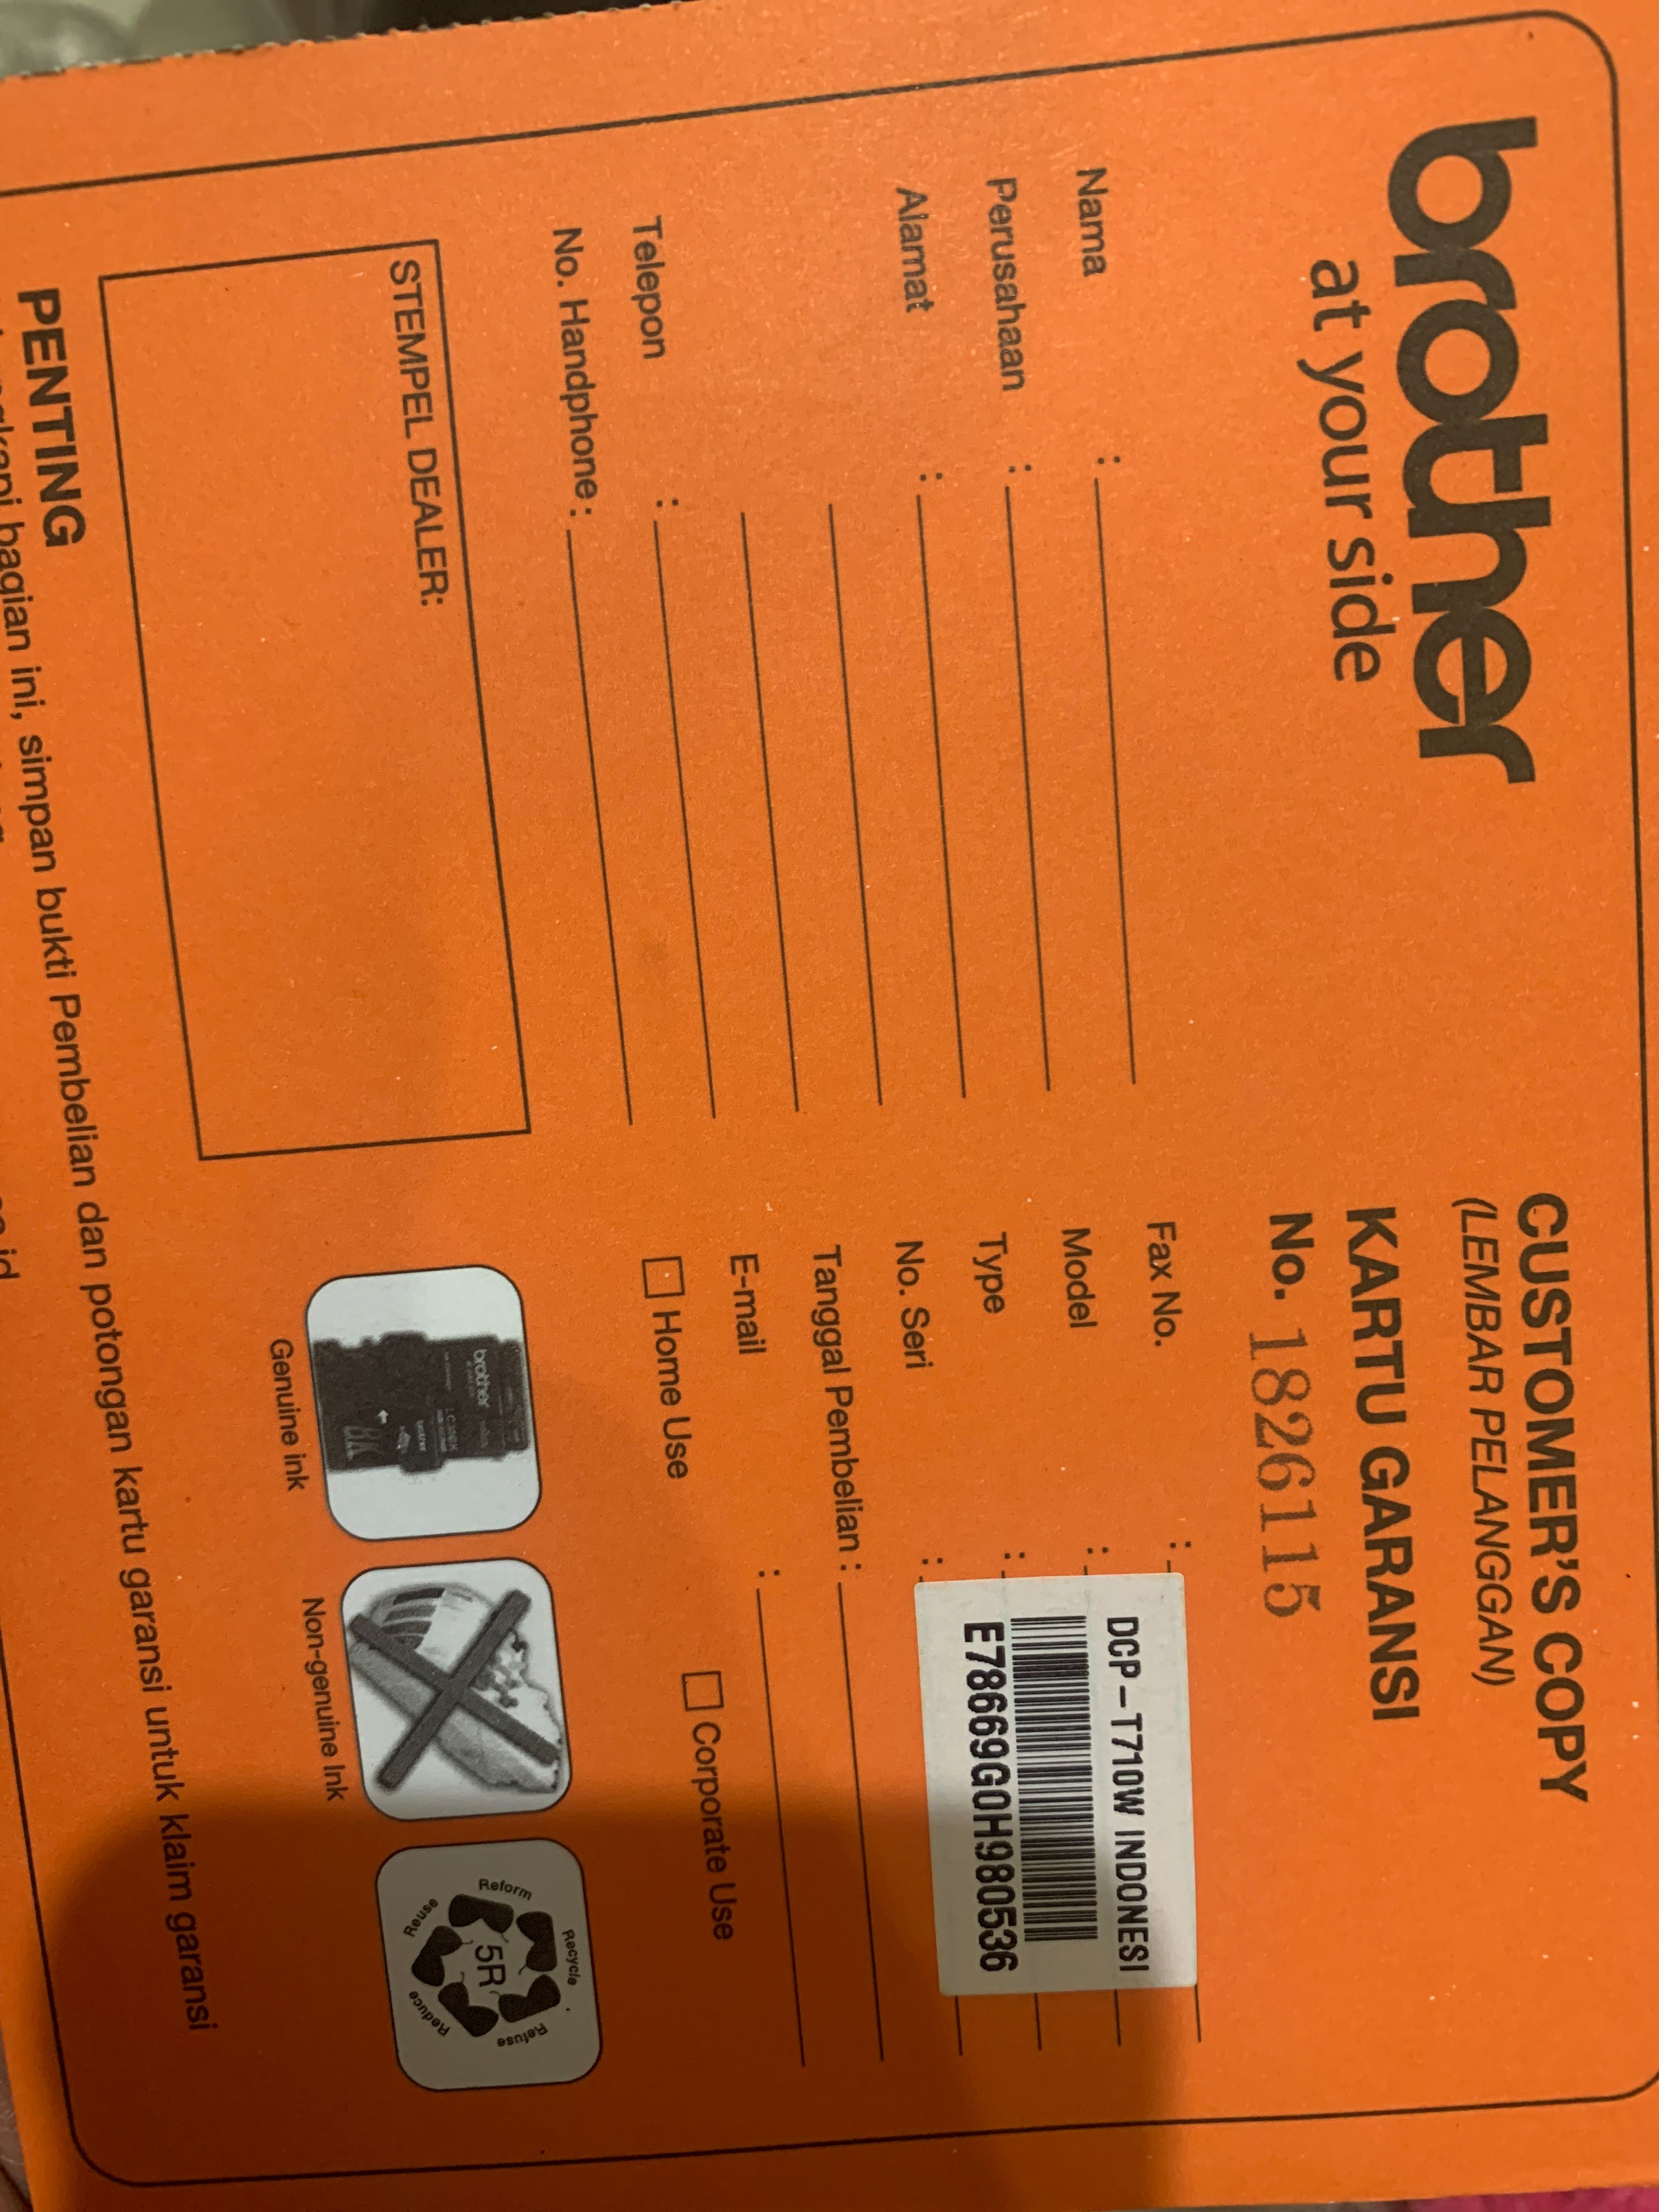 brother
at your side
CUSTOMER'S COPY
(LEMBAR PELANGGAN)
KARTU GARANSI
No. 1826115
Nama :
Perusahaan :
Alamat :
Telepon :
No. Handphone :
Fax No. :
Model :
Type :
No. Seri :
DCP-T710W INDONESI
E78669G0H980536
Tanggal Pembelian :
E-mail :
Home Use
Corporate Use
STEMPEL DEALER:
brother
Genuine ink
Non-genuine Ink
5R
Reform
Recycle
Refuse
Reduce
Reuse
PENTING
bagian ini, simpan bukti Pembelian dan potongan kartu garansi untuk klaim garansi